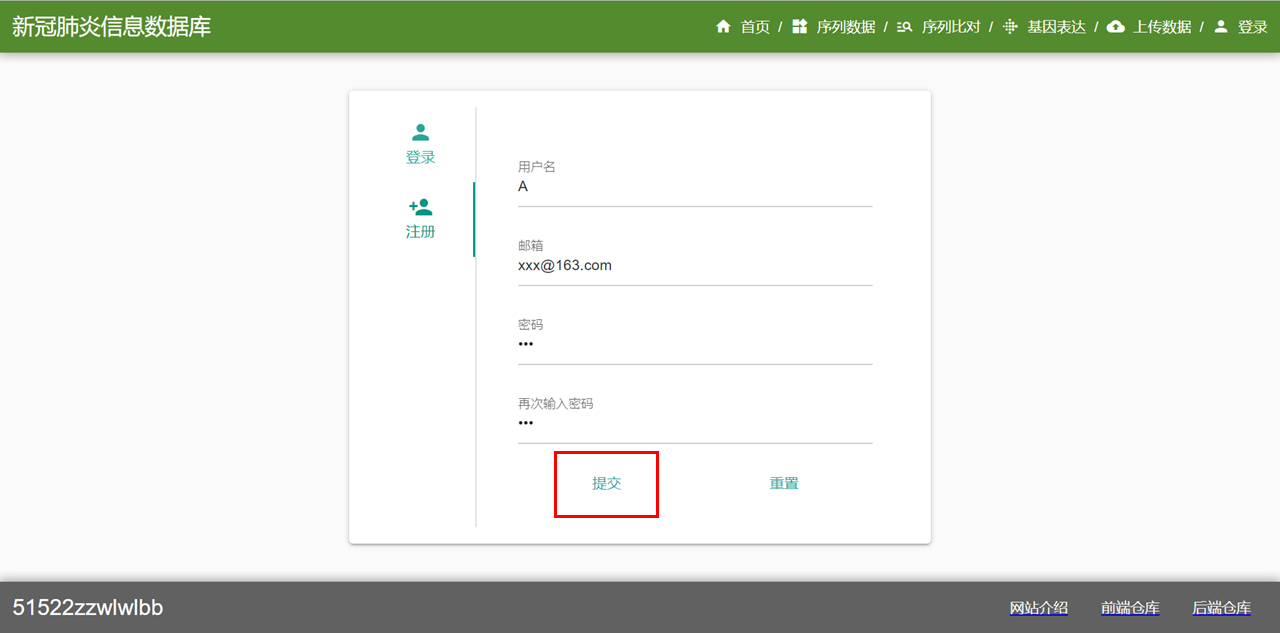 新冠肺炎信息数据库
首页 / 序列数据 / 序列比对 / 基因表达 / 上传数据 / 登录
登录
注册
用户名
A
邮箱
xxx@163.com
密码
•••
再次输入密码
•••
提交 重置
51522zzwlwlbb
网站介绍 前端仓库 后端仓库